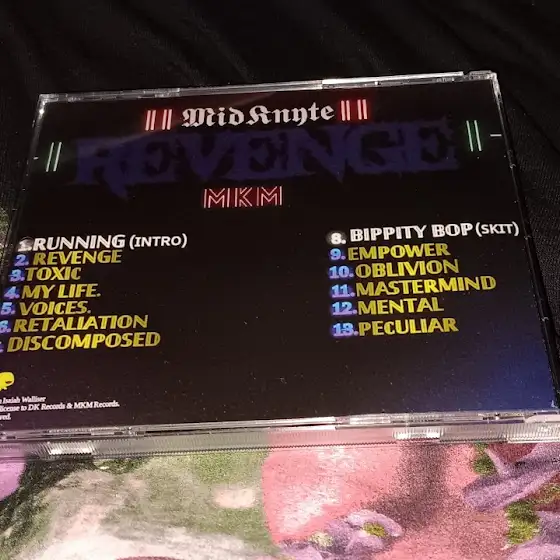 MidKnyte
REVENGE
MKM
1. RUNNING (INTRO)
2. REVENGE
3. TOXIC
4. MY LIFE.
5. VOICES.
6. RETALIATION
DISCOMPOSED
8. BIPPITY BOP (SKIT)
9. EMPOWER
10. OBLIVION
11. MASTERMIND
12. MENTAL
13. PECULIAR
Isaiah Walliser
license to DK Records & MKM Records.